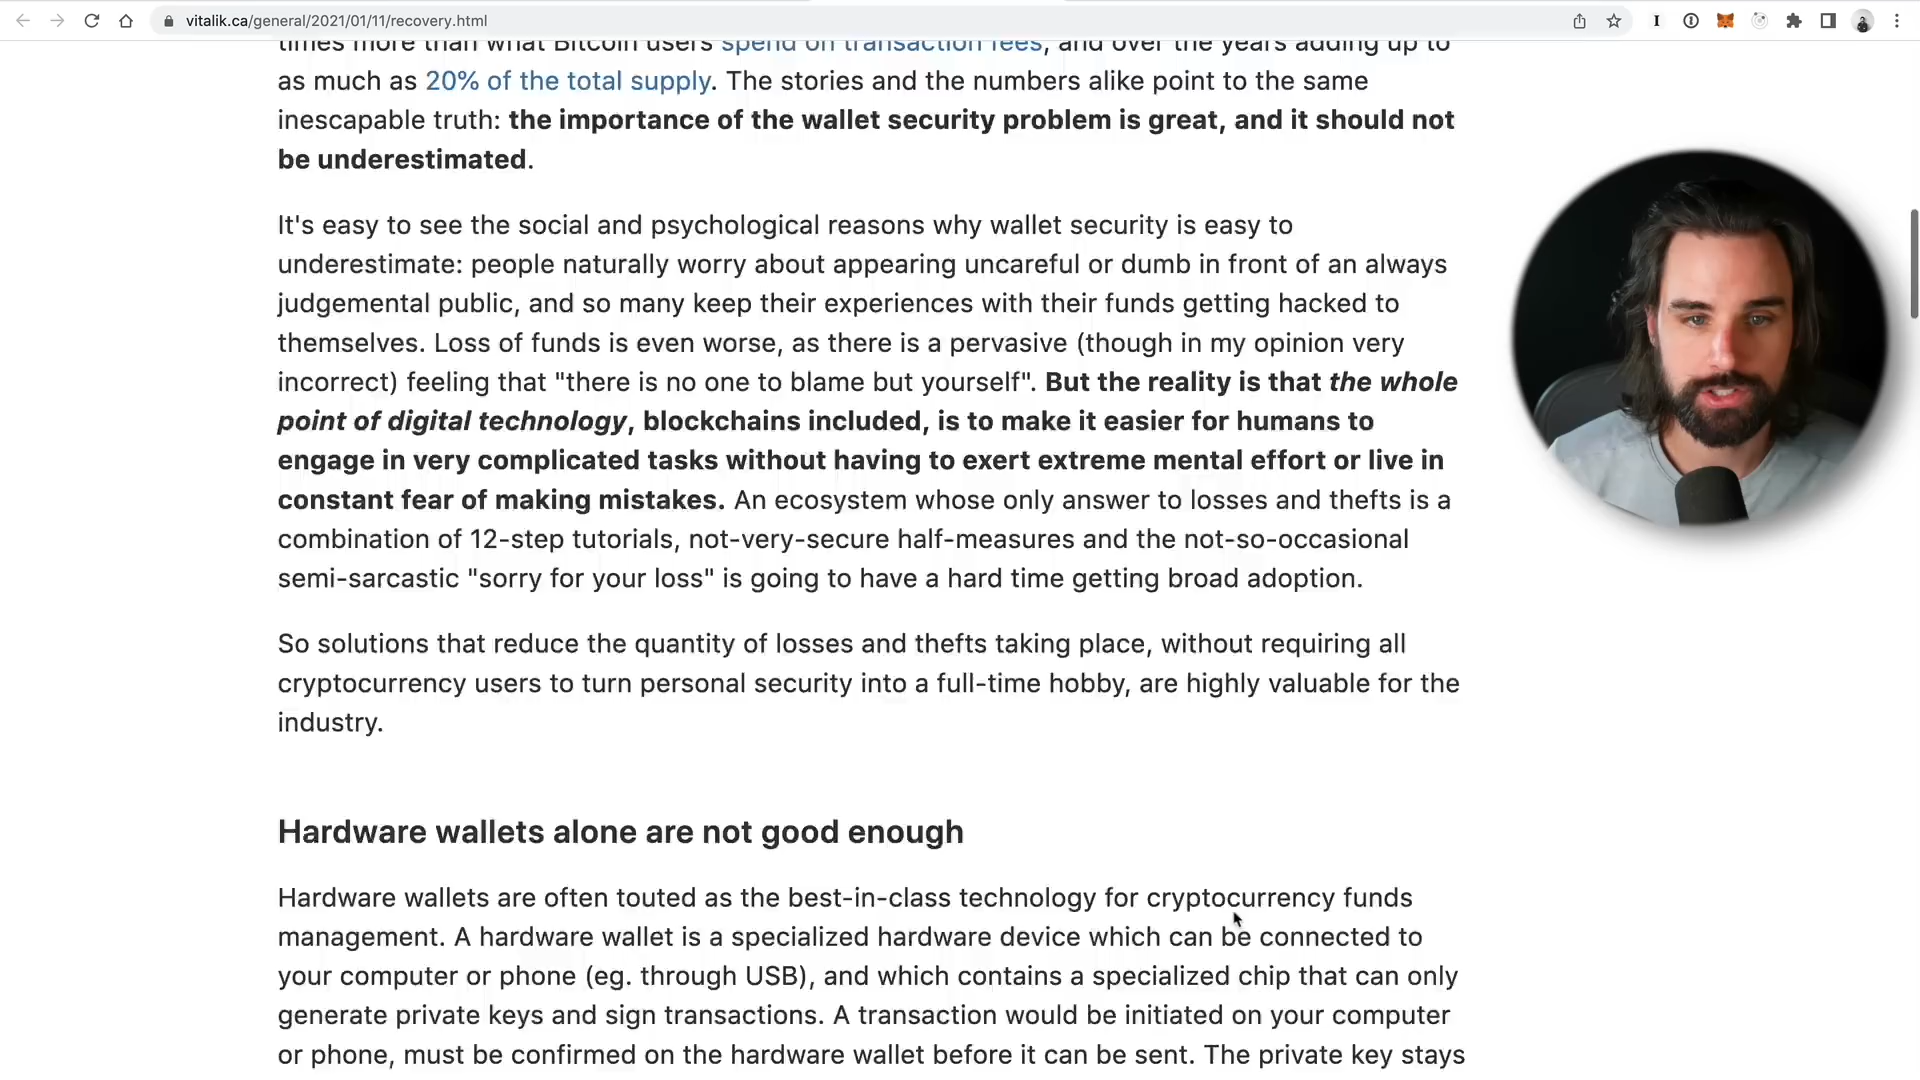 vitalik.ca/general/2021/01/11/recovery.html
times more than what Bitcoin users spend on transaction fees, and over the years adding up to
as much as 20% of the total supply. The stories and the numbers alike point to the same
inescapable truth: the importance of the wallet security problem is great, and it should not
be underestimated.
It's easy to see the social and psychological reasons why wallet security is easy to
underestimate: people naturally worry about appearing uncareful or dumb in front of an always
judgemental public, and so many keep their experiences with their funds getting hacked to
themselves. Loss of funds is even worse, as there is a pervasive (though in my opinion very
incorrect) feeling that "there is no one to blame but yourself". But the reality is that the whole
point of digital technology, blockchains included, is to make it easier for humans to
engage in very complicated tasks without having to exert extreme mental effort or live in
constant fear of making mistakes. An ecosystem whose only answer to losses and thefts is a
combination of 12-step tutorials, not-very-secure half-measures and the not-so-occasional
semi-sarcastic "sorry for your loss" is going to have a hard time getting broad adoption.
So solutions that reduce the quantity of losses and thefts taking place, without requiring all
cryptocurrency users to turn personal security into a full-time hobby, are highly valuable for the
industry.
Hardware wallets alone are not good enough
Hardware wallets are often touted as the best-in-class technology for cryptocurrency funds
management. A hardware wallet is a specialized hardware device which can be connected to
your computer or phone (eg. through USB), and which contains a specialized chip that can only
generate private keys and sign transactions. A transaction would be initiated on your computer
or phone, must be confirmed on the hardware wallet before it can be sent. The private key stays